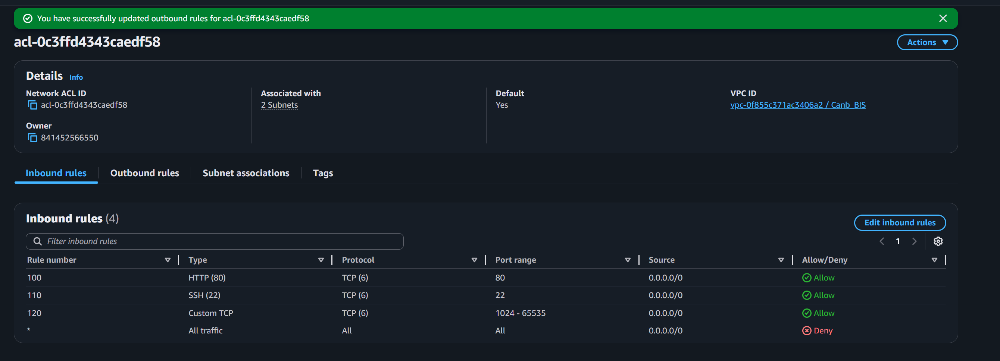 You have successfully updated outbound rules for acl-0c3ffd4343caedf58
acl-0c3ffd4343caedf58
Actions
Details Info
Network ACL ID
acl-0c3ffd4343caedf58
Associated with
2 Subnets
Default
Yes
VPC ID
vpc-0f855c371ac3406a2 / Canb_BIS
Owner
841452566550
Inbound rules Outbound rules Subnet associations Tags
Inbound rules (4)
Edit inbound rules
Filter inbound rules
1
Rule number Type Protocol Port range Source Allow/Deny
100 HTTP (80) TCP (6) 80 0.0.0.0/0 Allow
110 SSH (22) TCP (6) 22 0.0.0.0/0 Allow
120 Custom TCP TCP (6) 1024 - 65535 0.0.0.0/0 Allow
* All traffic All All 0.0.0.0/0 Deny